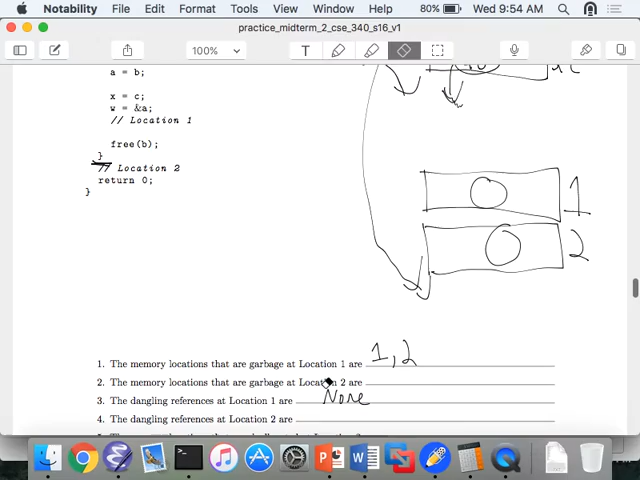 Notability File Edit Tools View Window Help 80% Wed 9:54 AM
practice_midterm_2_cse_340_s16_v1
100% T
a = b;
x = c;
w = &a;
// Location 1
free(b);
}
// Location 2
return 0;
}
1
2
1. The memory locations that are garbage at Location 1 are 1,2
2. The memory locations that are garbage at Location 2 are
3. The dangling references at Location 1 are None
4. The dangling references at Location 2 are